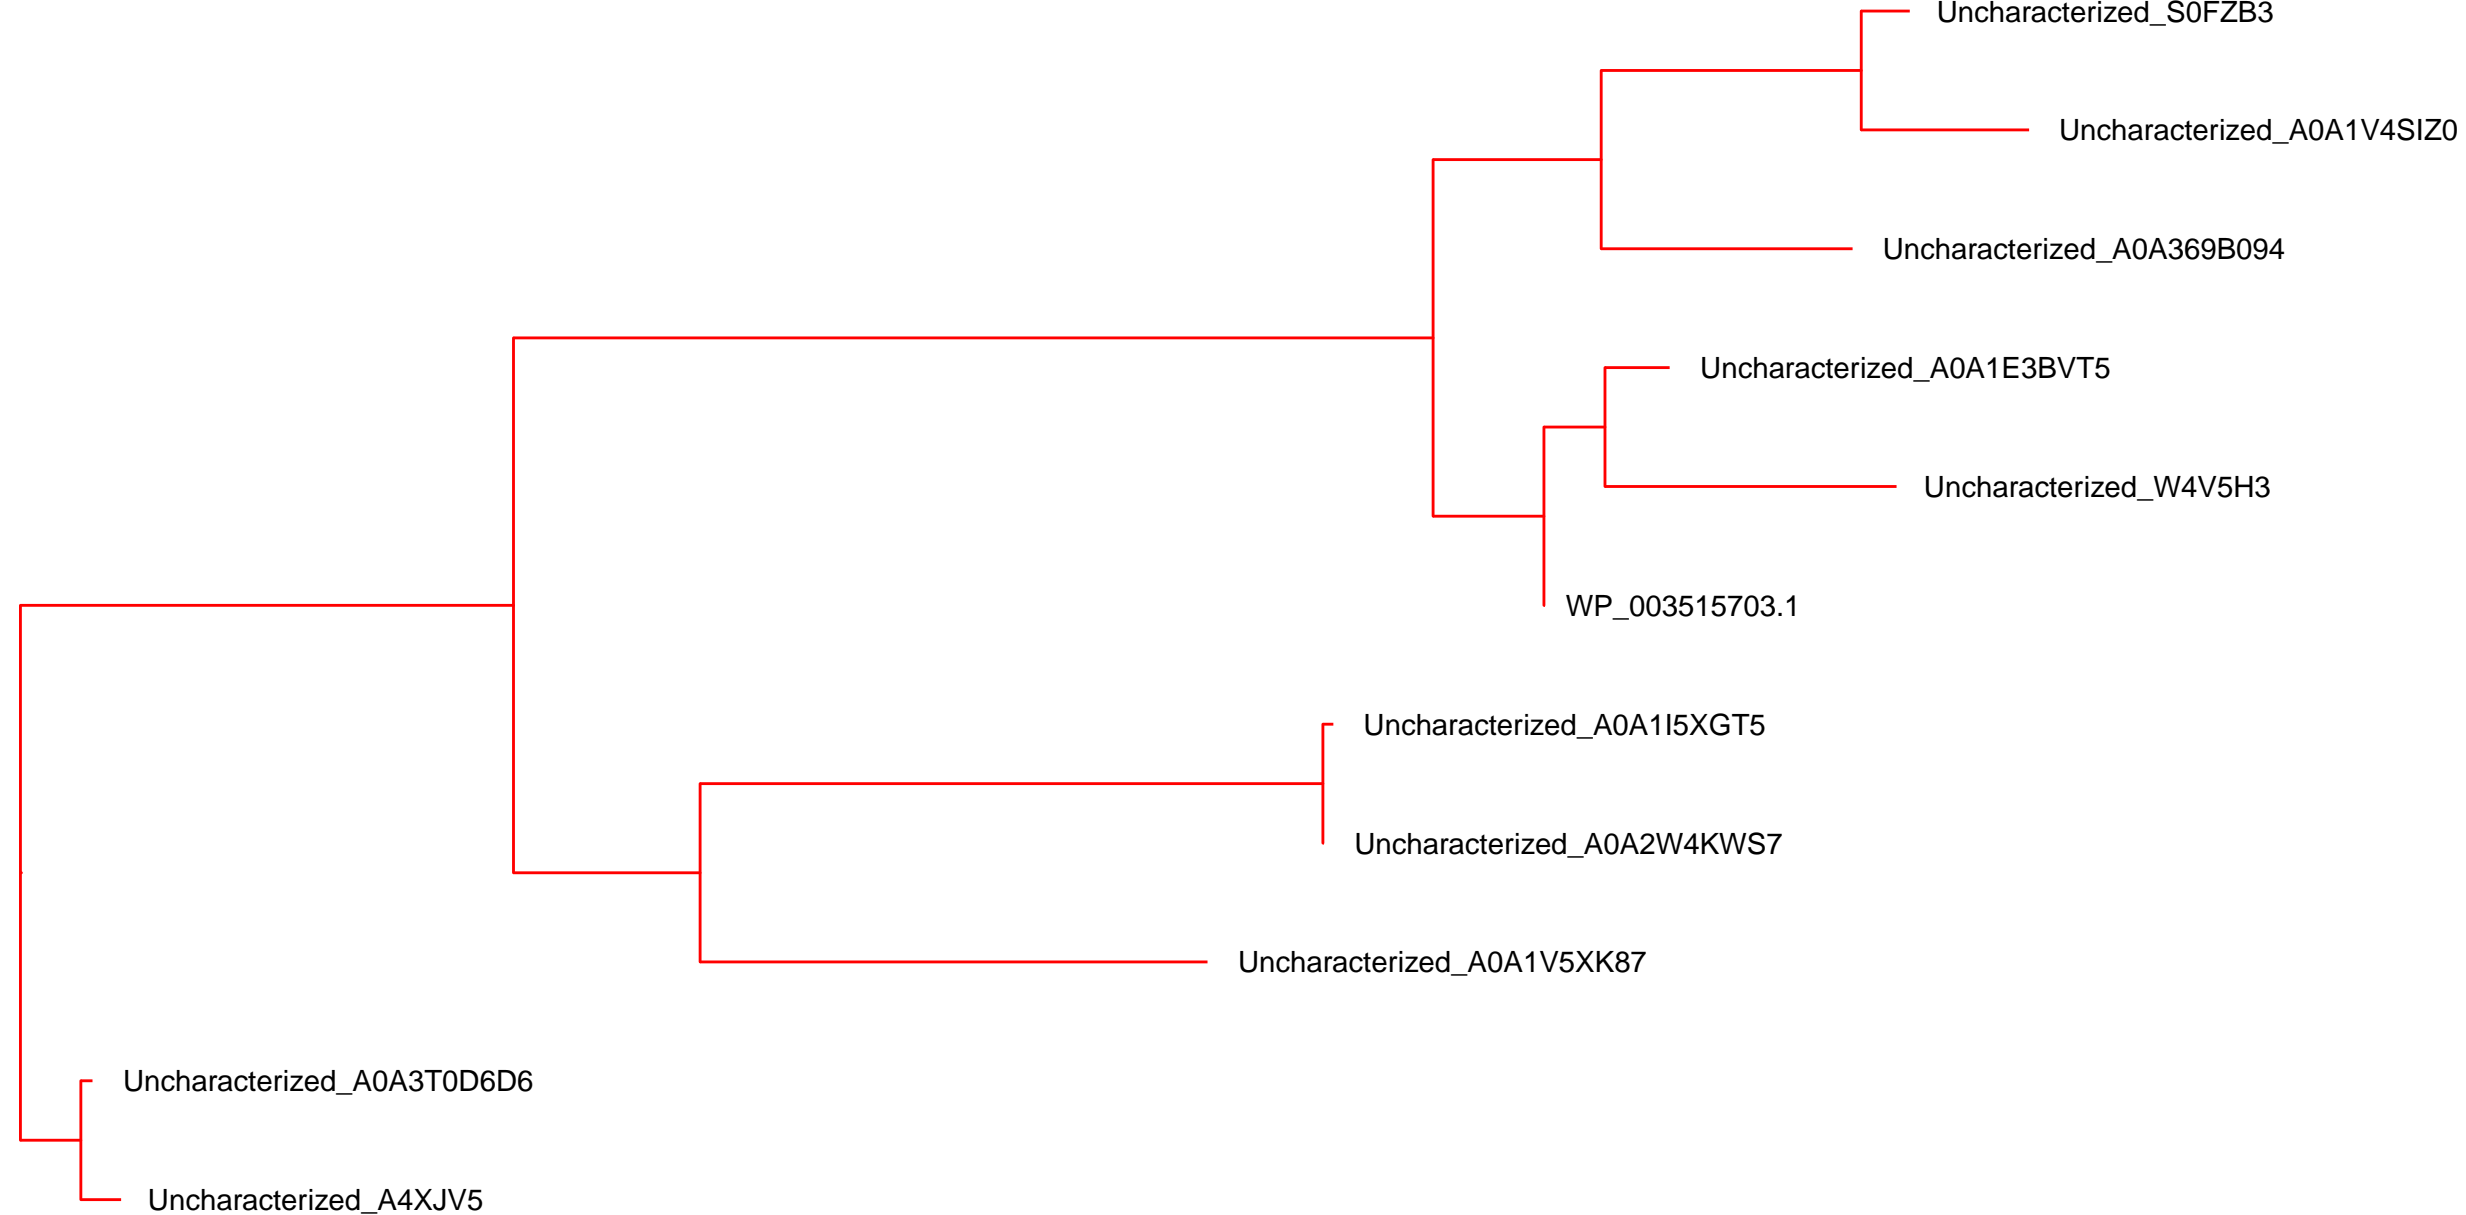 Uncharacterized_S0FZB3
Uncharacterized_A0A1V4SIZ0
Uncharacterized_A0A369B094
Uncharacterized_A0A1E3BVT5
Uncharacterized_W4V5H3
WP_003515703.1
Uncharacterized_A0A1I5XGT5
Uncharacterized_A0A2W4KWS7
Uncharacterized_A0A1V5XK87
Uncharacterized_A0A3T0D6D6
Uncharacterized_A4XJV5